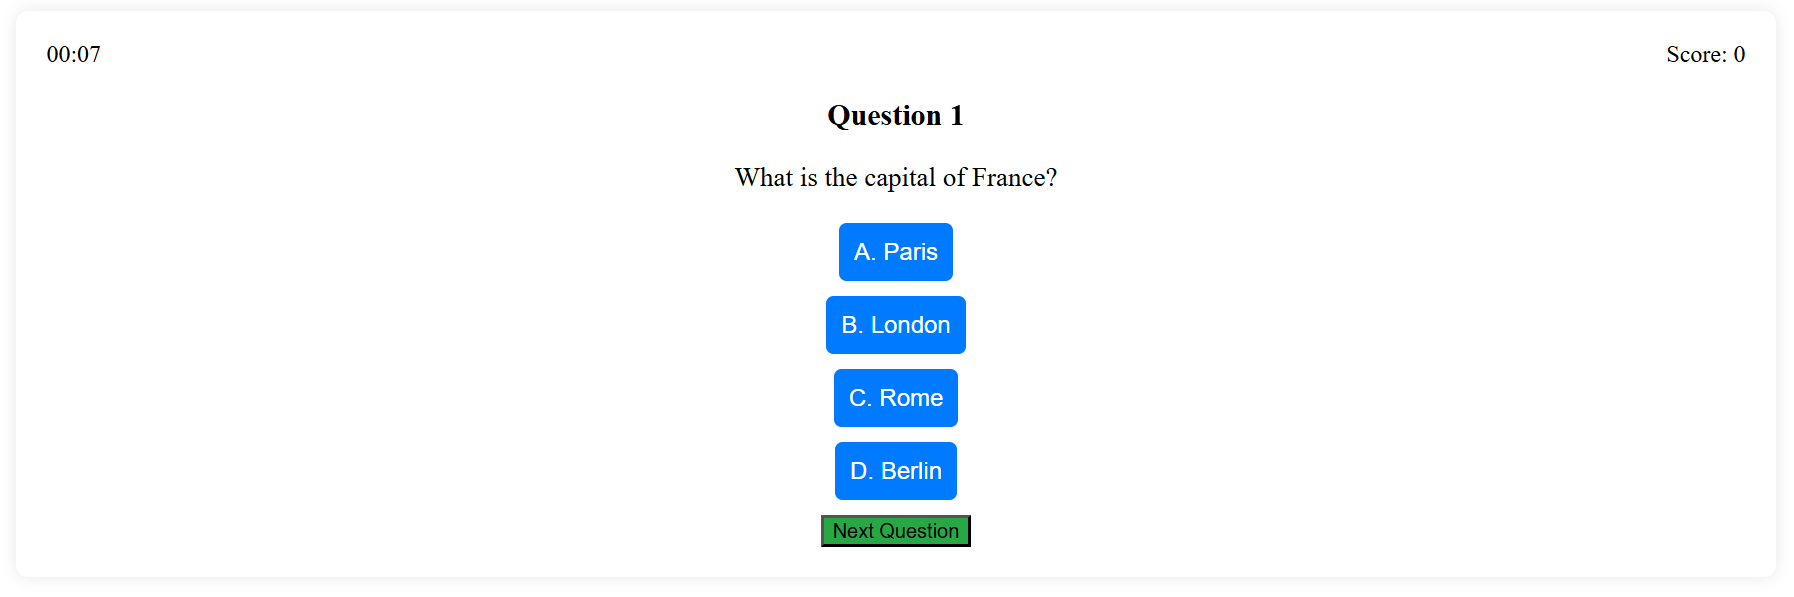 00:07
Score: 0
Question 1
What is the capital of France?
A. Paris
B. London
C. Rome
D. Berlin
Next Question